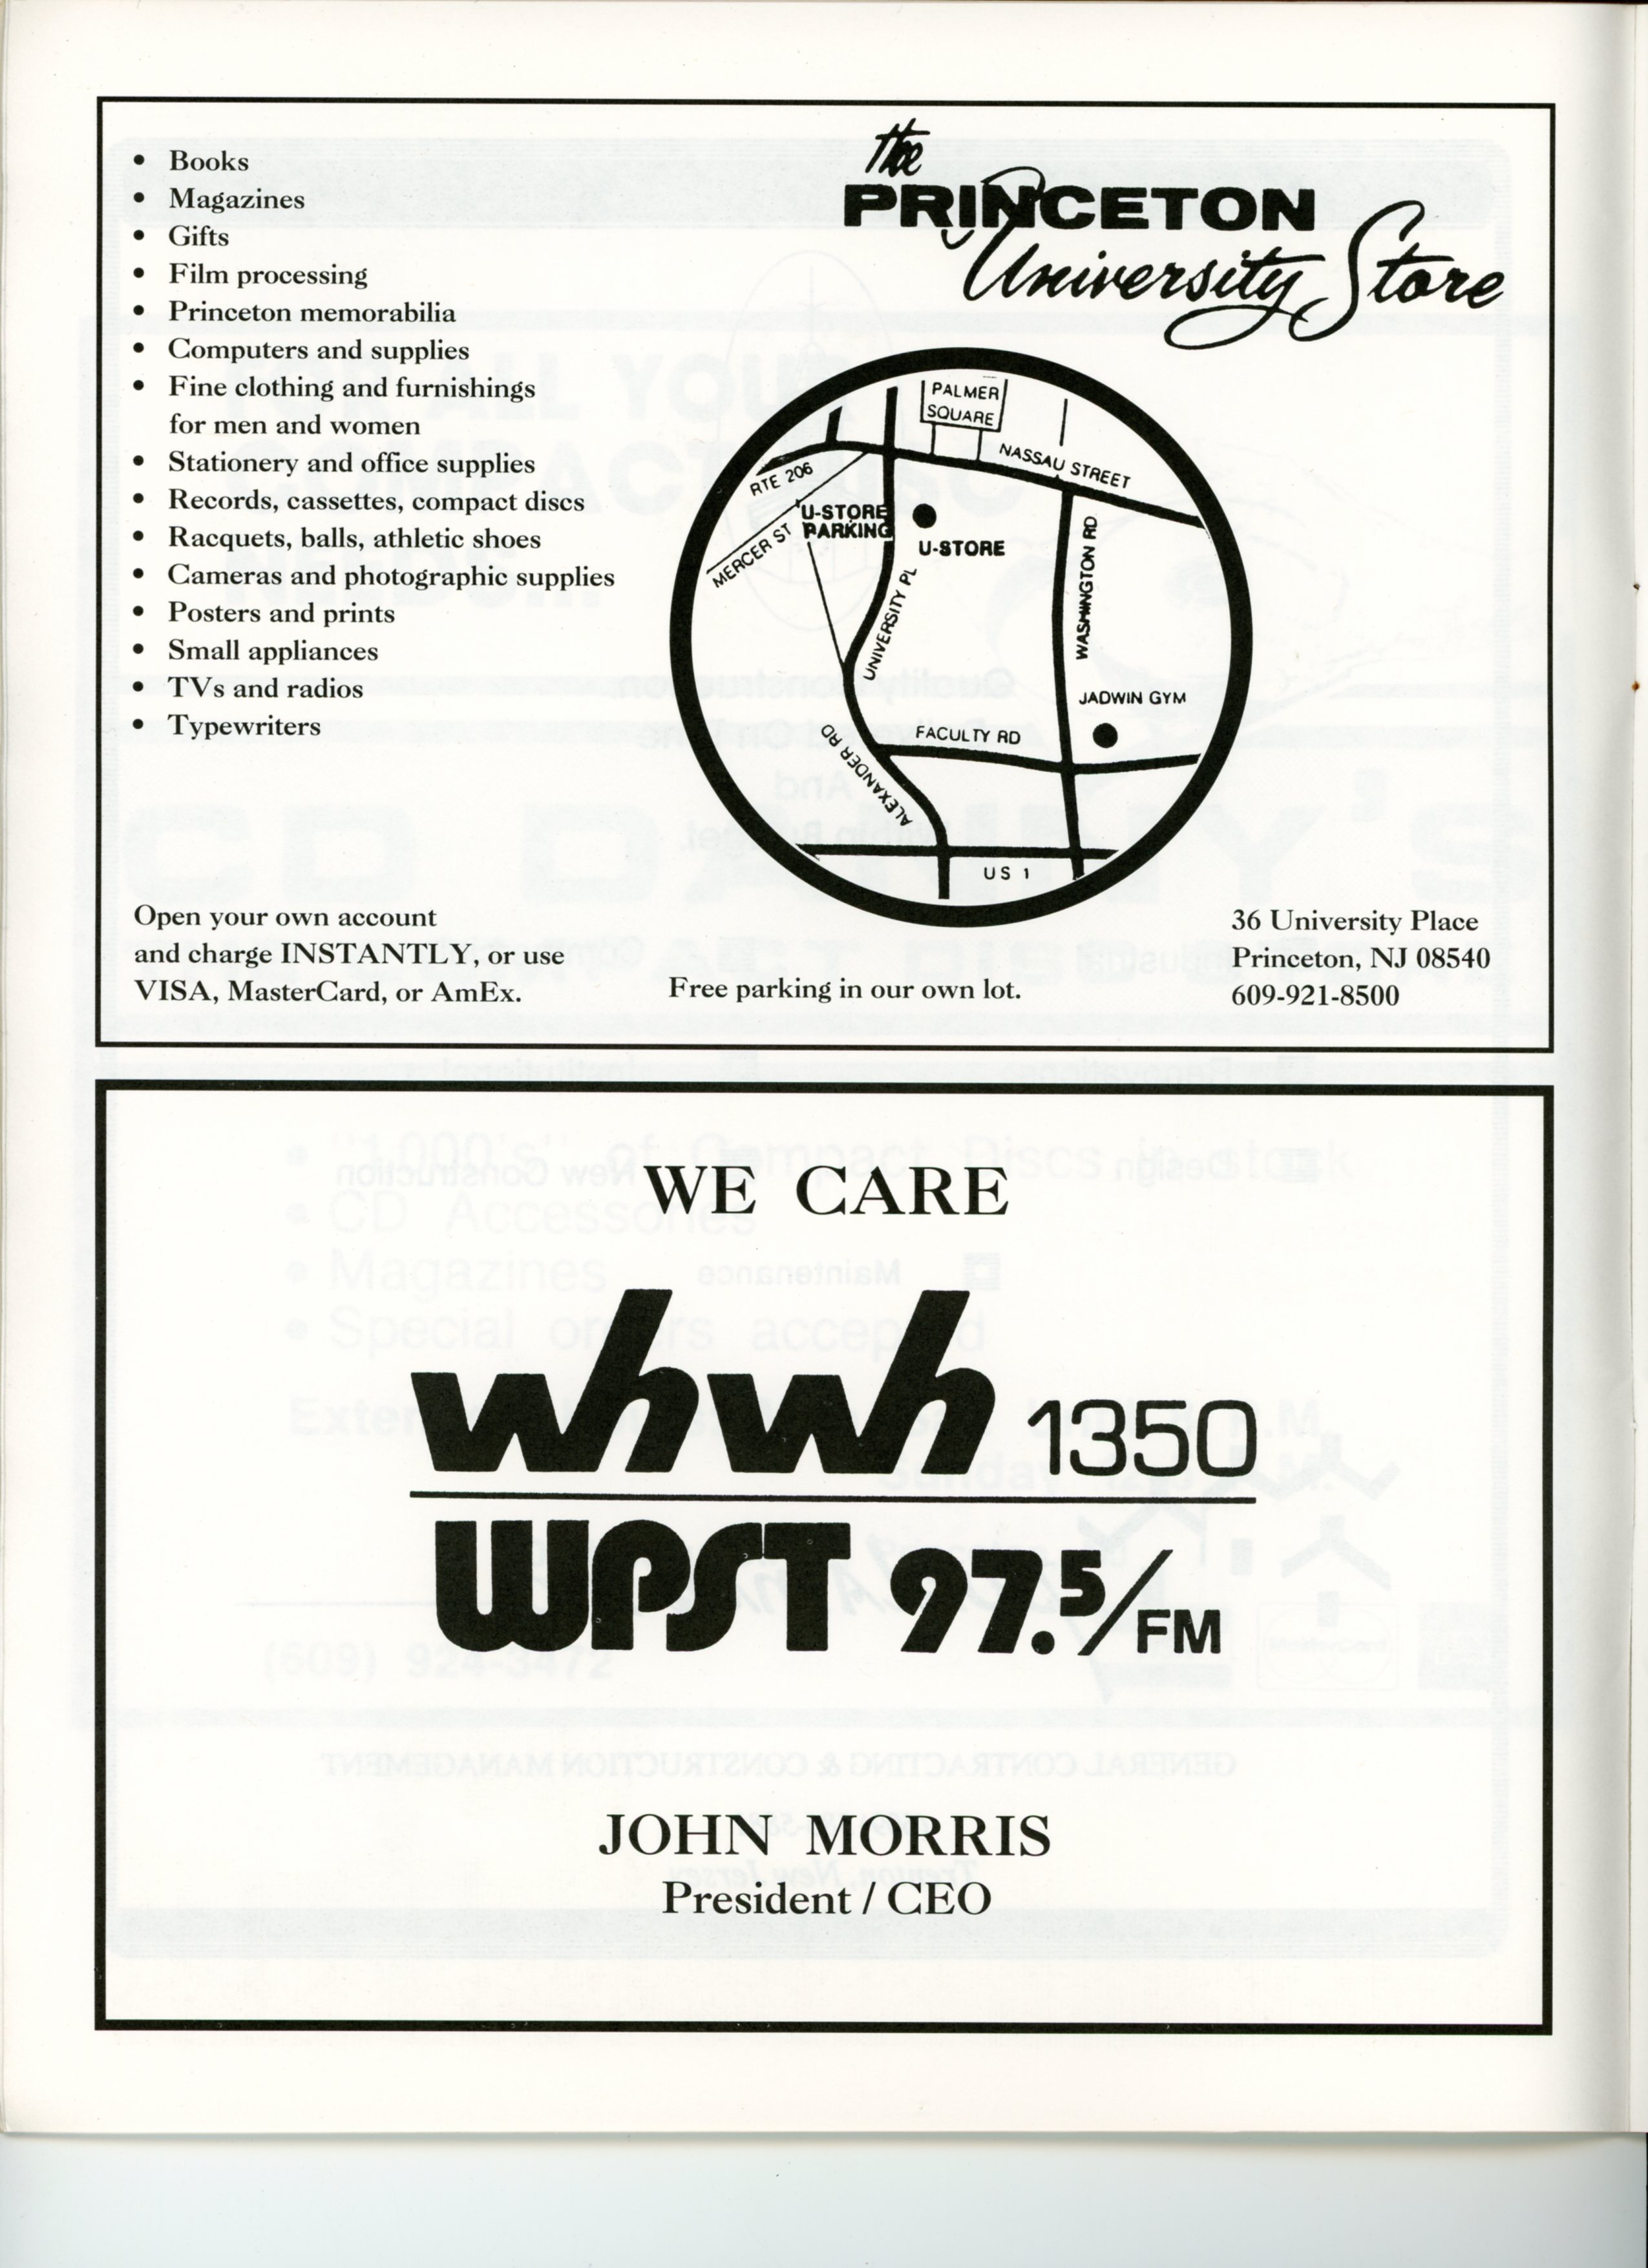 • Books
• Magazines
• Gifts
• Film processing
• Princeton memorabilia
• Computers and supplies
• Fine clothing and furnishings
for men and women
• Stationery and office supplies
• Records, cassettes, compact discs
• Racquets, balls, athletic shoes
• Cameras and photographic supplies
• Posters and prints
• Small appliances
• TVs and radios
• Typewriters
the
PRINCETON
University Store
PALMER
SQUARE
NASSAU STREET
RTE 206
MERCER ST
U-STORE
PARKING
U-STORE
UNIVERSITY PL
WASHINGTON RD
JADWIN GYM
FACULTY RD
ALEXANDER RD
US 1
Open your own account
and charge INSTANTLY, or use
VISA, MasterCard, or AmEx.
Free parking in our own lot.
36 University Place
Princeton, NJ 08540
609-921-8500
WE CARE
whwh 1350
WPST 97.5/FM
JOHN MORRIS
President / CEO